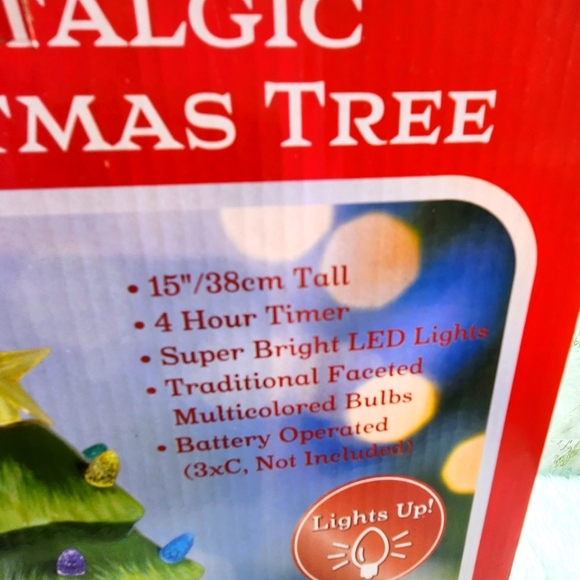 TALGIC
TMAS TREE
• 15"/38cm Tall
• 4 Hour Timer
• Super Bright LED Lights
• Traditional Faceted
Multicolored Bulbs
• Battery Operated
(3xC, Not Included)
Lights Up!